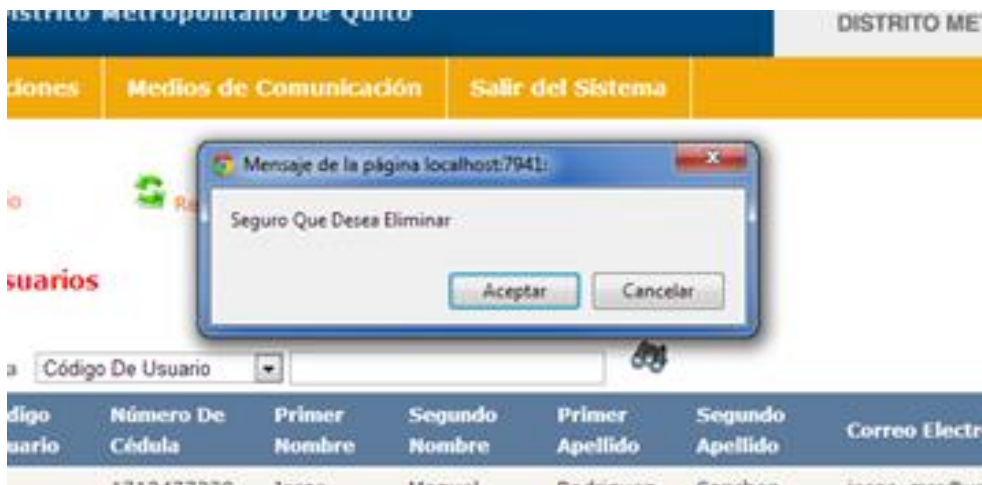 Distrito Metropolitano De Quito
DISTRITO ME
ciones Medios de Comunicación Salir del Sistema
Mensaje de la página localhost:7941:
Seguro Que Desea Eliminar
Aceptar Cancelar
suarios
Código De Usuario
digo Número De Primer Segundo Primer Segundo Correo Electr
uario Cédula Nombre Nombre Apellido Apellido